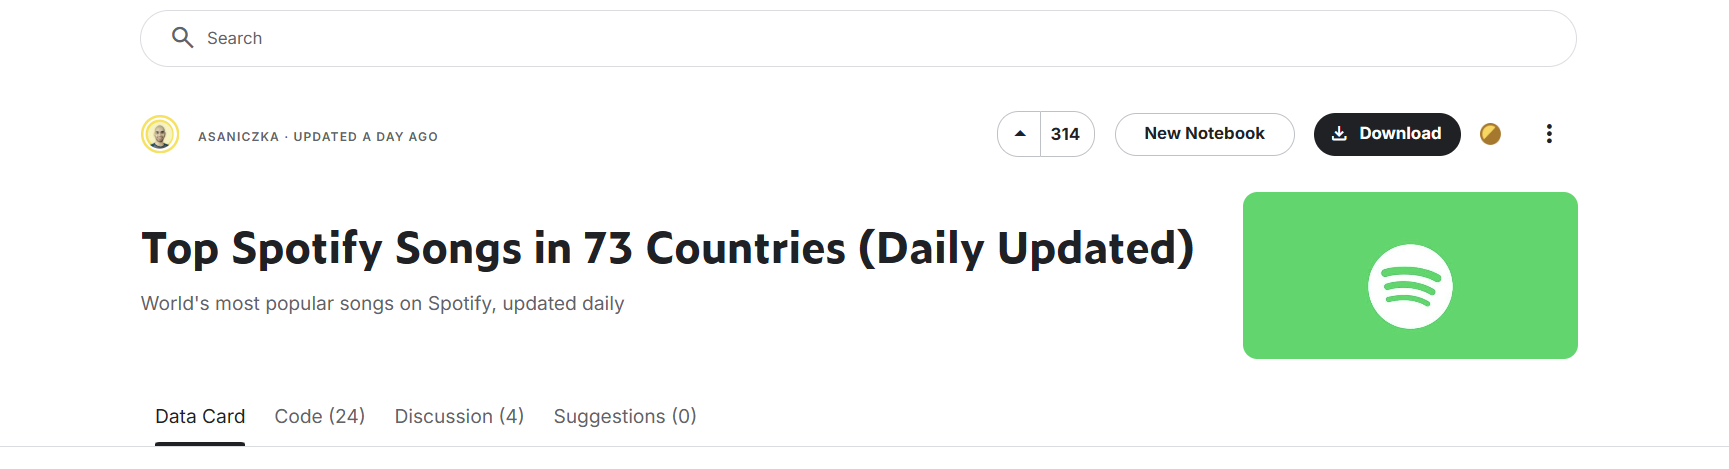 Search
ASANICZKA · UPDATED A DAY AGO
314
New Notebook
Download
Top Spotify Songs in 73 Countries (Daily Updated)
World's most popular songs on Spotify, updated daily
Data Card
Code (24)
Discussion (4)
Suggestions (0)